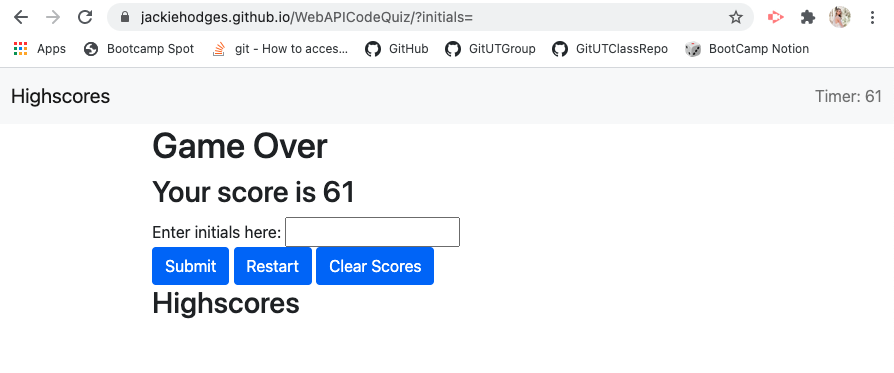 jackiehodges.github.io/WebAPICodeQuiz/?initials=
Apps Bootcamp Spot git - How to acces... GitHub GitUTGroup GitUTClassRepo BootCamp Notion
Highscores Timer: 61
Game Over
Your score is 61
Enter initials here:
Submit Restart Clear Scores
Highscores